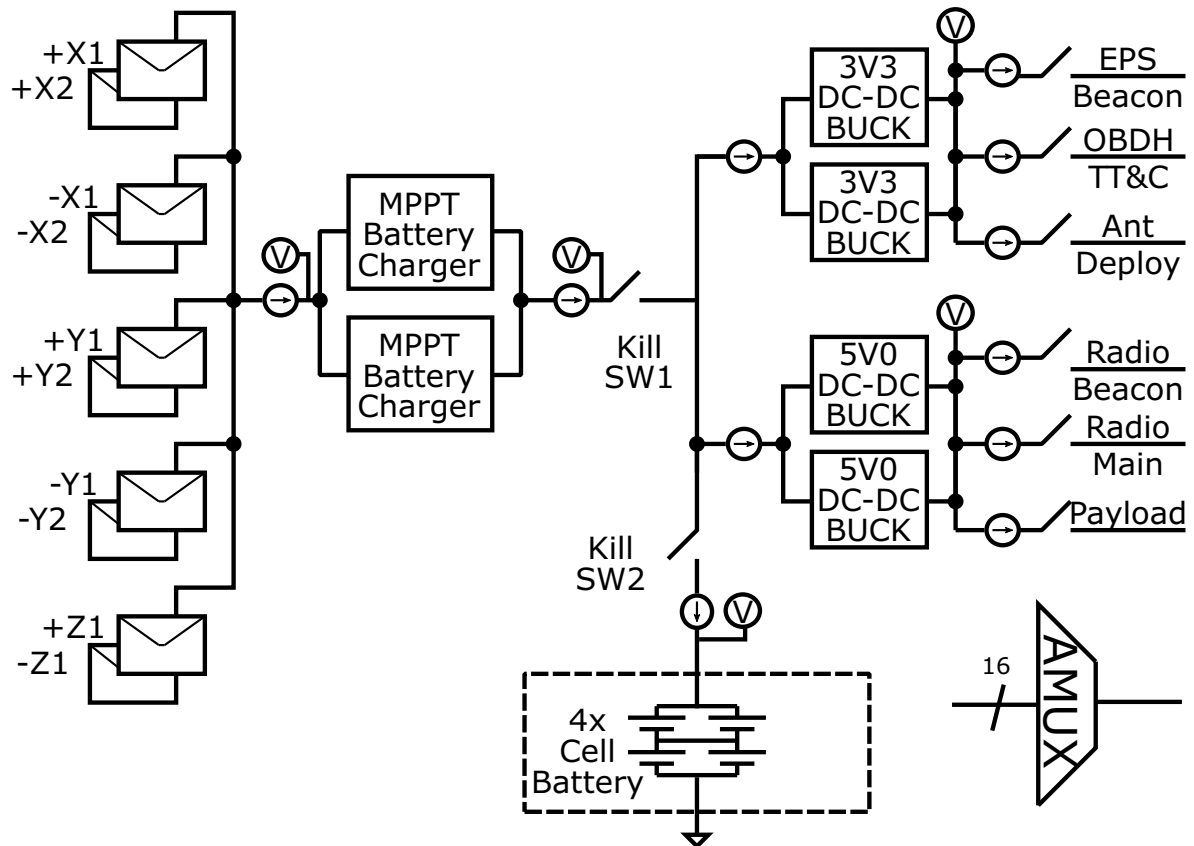 +X1
+X2
-X1
-X2
+Y1
+Y2
-Y1
-Y2
+Z1
-Z1
V
MPPT
Battery
Charger
MPPT
Battery
Charger
V
Kill
SW1
Kill
SW2
V
4x
Cell
Battery
3V3
DC-DC
BUCK
3V3
DC-DC
BUCK
V
EPS
Beacon
OBDH
TT&C
Ant
Deploy
5V0
DC-DC
BUCK
5V0
DC-DC
BUCK
V
Radio
Beacon
Radio
Main
Payload
16
AMUX